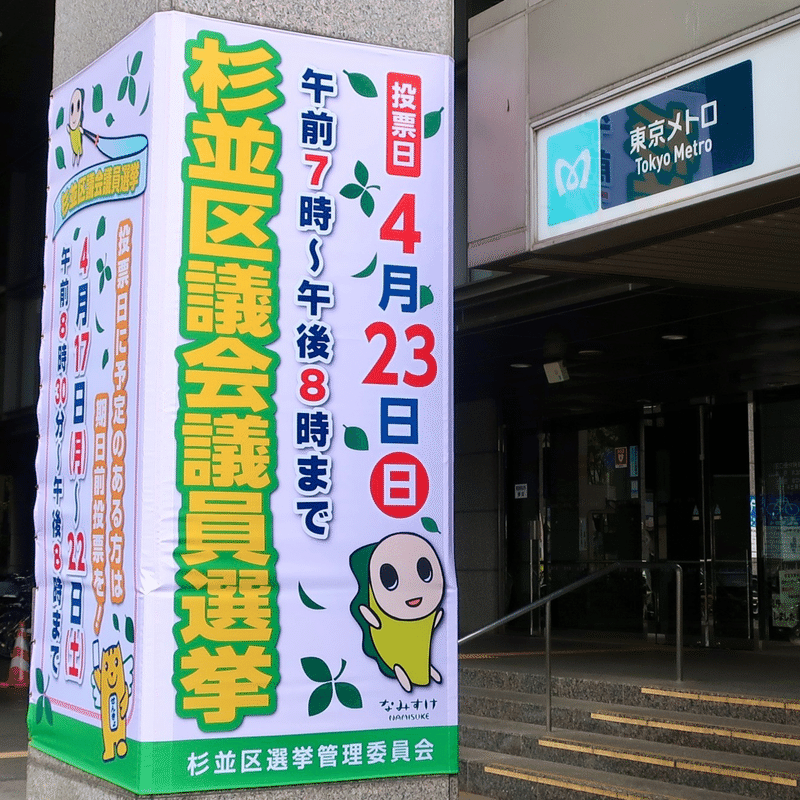 投票日
4月23日日
午前7時~午後8時まで
杉並区議会議員選挙
なみすけ
NAMISUKE
杉並区選挙管理委員会
杉並区議会議員選挙
投票日に予定のある方は
期日前投票を!
4月17日(月)~22日(土)
午前8時30分~午後8時まで
東京メトロ
Tokyo Metro